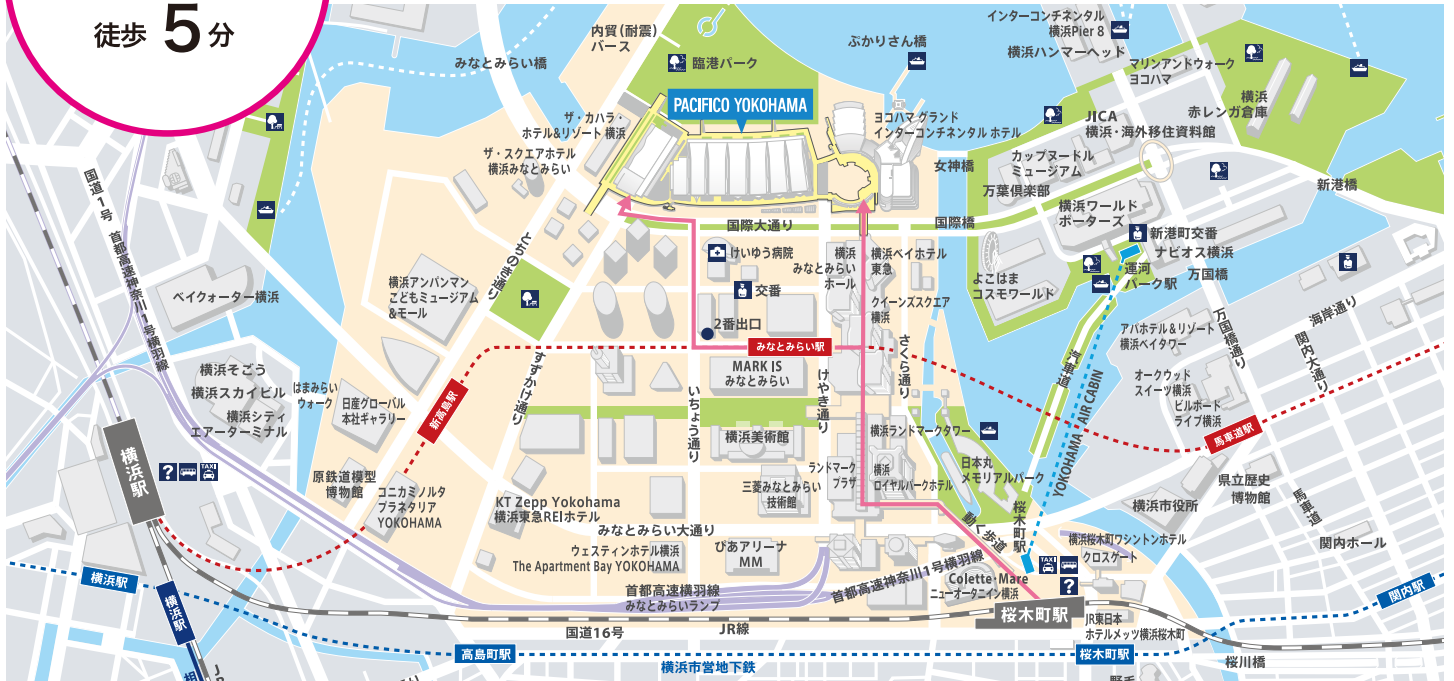 徒歩 5 分
内貿(耐震)
バース
みなとみらい橋
臨港パーク
ぷかりさん橋
インターコンチネンタル
横浜Pier 8
横浜ハンマーヘッド
マリンアンドウォーク
ヨコハマ
横浜
赤レンガ倉庫
PACIFICO YOKOHAMA
ザ・カハラ・
ホテル&リゾート 横浜
ザ・スクエアホテル
横浜みなとみらい
ヨコハマ グランド
インターコンチネンタル ホテル
JICA
横浜・海外移住資料館
カップヌードル
ミュージアム
女神橋
万葉倶楽部
横浜ワールド
ポーターズ
新港橋
国道1号
首都高速神奈川1号横羽線
国際大通り
国際橋
新港町交番
ナビオス横浜
万国橋
運河
パーク駅
よこはま
コスモワールド
とちのき通り
けいゆう病院
交番
2番出口
横浜
みなとみらい
ホール
横浜ベイホテル
東急
クイーンズスクエア
横浜
横浜アンパンマン
こどもミュージアム
&モール
ベイクォーター横浜
みなとみらい駅
MARK IS
みなとみらい
さくら通り
けやき通り
いちょう通り
すずかけ通り
汽車道
YOKOHAMA AIR CABIN
アパホテル&リゾート
横浜ベイタワー
オークウッド
スイーツ横浜
ビルボード
ライブ横浜
万国橋通り
関内大通り
海岸通り
横浜そごう
横浜スカイビル
横浜シティ
エアーターミナル
はまみらい
ウォーク
日産グローバル
本社ギャラリー
新高島駅
横浜美術館
横浜ランドマークタワー
馬車道駅
横浜駅
?
TAXI
原鉄道模型
博物館
コニカミノルタ
プラネタリア
YOKOHAMA
KT Zepp Yokohama
横浜東急REIホテル
三菱みなとみらい
技術館
ランドマーク
プラザ
横浜
ロイヤルパークホテル
日本丸
メモリアルパーク
桜木町駅
動く歩道
横浜市役所
県立歴史
博物館
馬車道
関内ホール
みなとみらい大通り
ウェスティンホテル横浜
The Apartment Bay YOKOHAMA
ぴあアリーナ
MM
横浜桜木町ワシントンホテル
クロスゲート
TAXI
?
首都高速横羽線
みなとみらいランプ
首都高速神奈川1号横羽線
Colette・Mare
ニューオータニイン横浜
桜木町駅
JR東日本
ホテルメッツ横浜桜木町
横浜駅
横浜駅
国道16号
JR線
高島町駅
横浜市営地下鉄
桜木町駅
関内駅
桜川橋